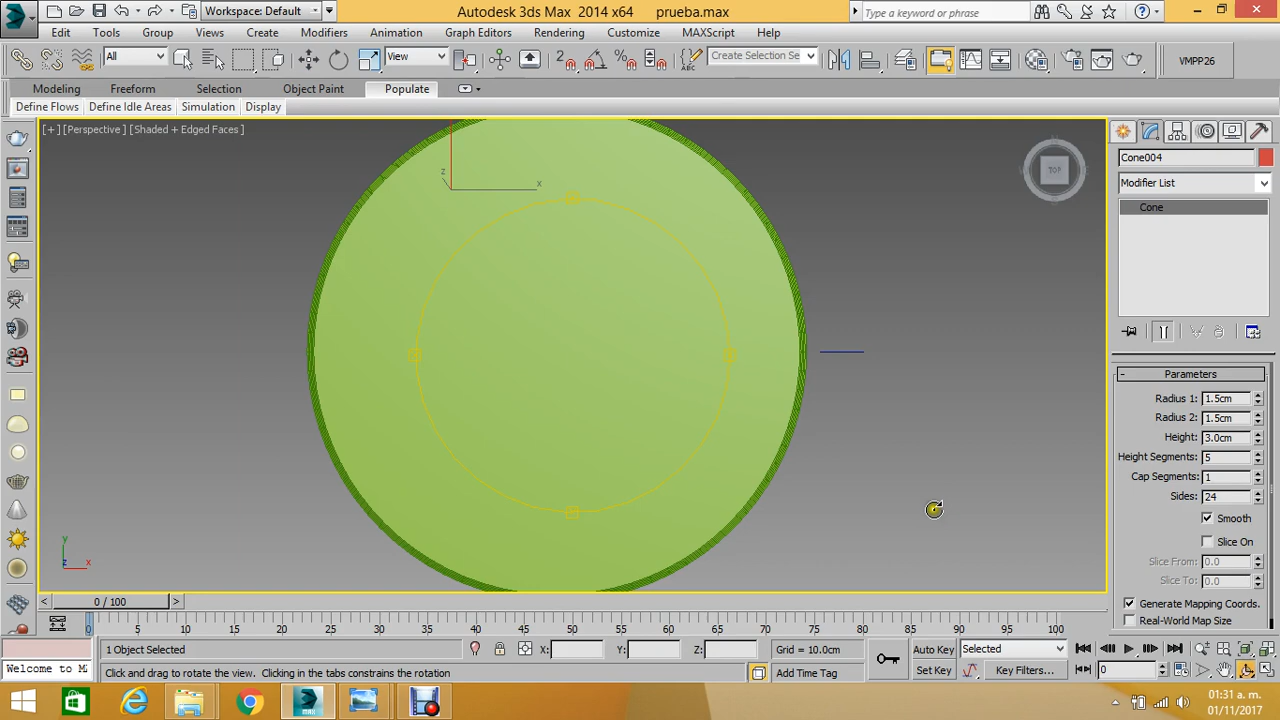 Workspace: Default
Autodesk 3ds Max 2014 x64 prueba.max
Type a keyword or phrase
Edit Tools Group Views Create Modifiers Animation Graph Editors Rendering Customize MAXScript Help
All View Create Selection Se VMPP26
Modeling Freeform Selection Object Paint Populate
Define Flows Define Idle Areas Simulation Display
[+] [Perspective] [Shaded + Edged Faces]
z x
TOP
Cone004
Modifier List
Cone
Parameters
Radius 1: 1.5cm
Radius 2: 1.5cm
Height: 3.0cm
Height Segments: 5
Cap Segments: 1
Sides: 24
Smooth
Slice On
Slice From: 0.0
Slice To: 0.0
Generate Mapping Coords.
Real-World Map Size
y
z x
0 / 100
0 5 10 15 20 25 30 35 40 45 50 55 60 65 70 75 80 85 90 95 100
1 Object Selected X: Y: Z: Grid = 10.0cm Auto Key Selected
Welcome to M Click and drag to rotate the view. Clicking in the tabs constrains the rotation Add Time Tag Set Key Key Filters... 0
01:31 a. m.
01/11/2017